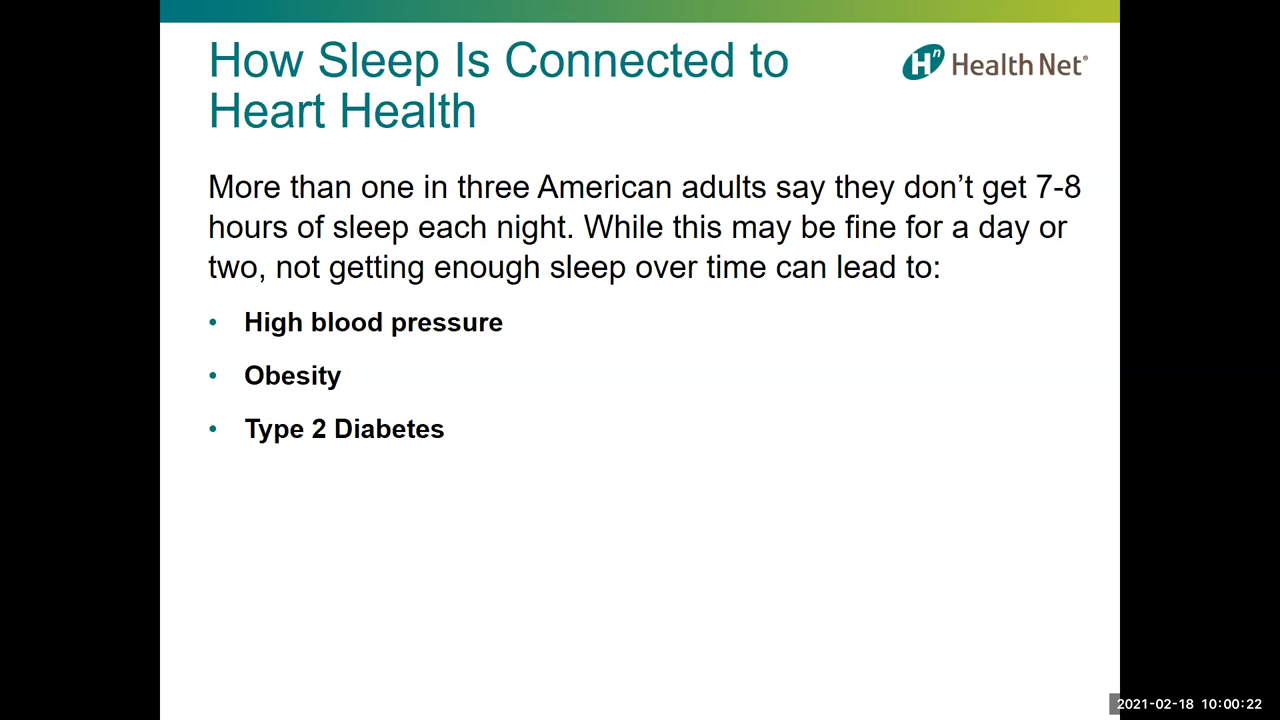 How Sleep Is Connected to
Heart Health
Hn Health Net®
More than one in three American adults say they don’t get 7-8
hours of sleep each night. While this may be fine for a day or
two, not getting enough sleep over time can lead to:
• High blood pressure
• Obesity
• Type 2 Diabetes
2021-02-18 10:00:22